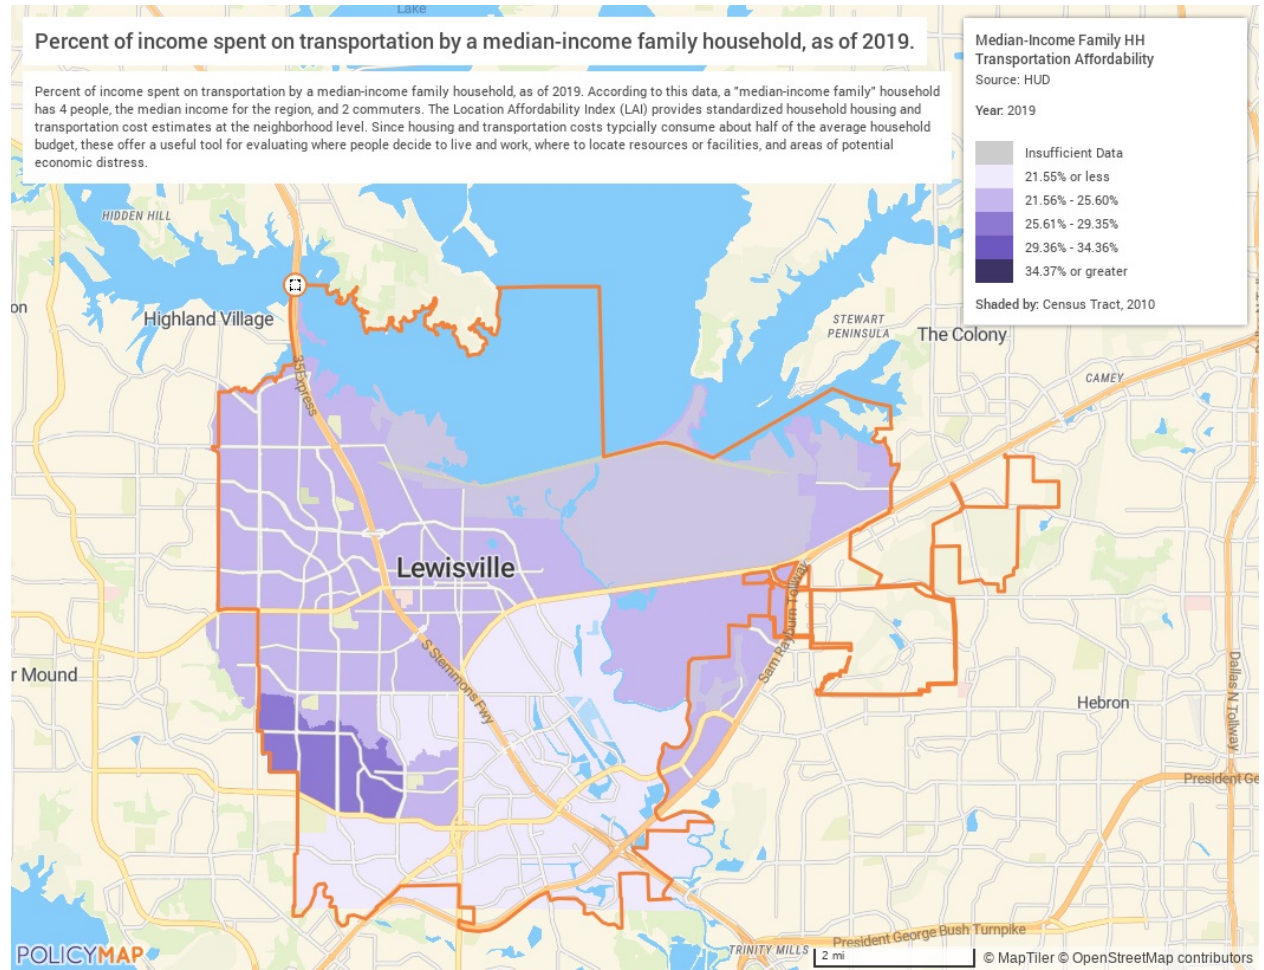 Lake
Percent of income spent on transportation by a median-income family household, as of 2019.
Percent of income spent on transportation by a median-income family household, as of 2019. According to this data, a "median-income family" household
has 4 people, the median income for the region, and 2 commuters. The Location Affordability Index (LAI) provides standardized household housing and
transportation cost estimates at the neighborhood level. Since housing and transportation costs typcially consume about half of the average household
budget, these offer a useful tool for evaluating where people decide to live and work, where to locate resources or facilities, and areas of potential
economic distress.
Median-Income Family HH
Transportation Affordability
Source: HUD
Year: 2019
Insufficient Data
21.55% or less
21.56% - 25.60%
25.61% - 29.35%
29.36% - 34.36%
34.37% or greater
Shaded by: Census Tract, 2010
HIDDEN HILL
on
Highland Village
STEWART
PENINSULA
The Colony
CAMEY
35 Express
Lewisville
S Stemmons Fwy
Sam Rayburn Tollway
r Mound
Hebron
Dallas N Tollway
President Ge
TRINITY MILLS
President George Bush Turnpike
POLICYMAP
2 mi
© MapTiler © OpenStreetMap contributors